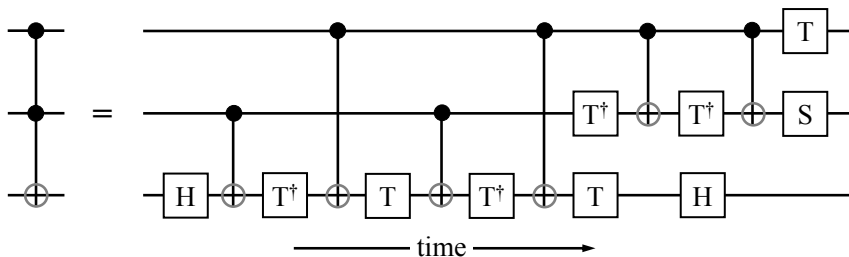 T
=
T† T† S
H T† T T† T H
time